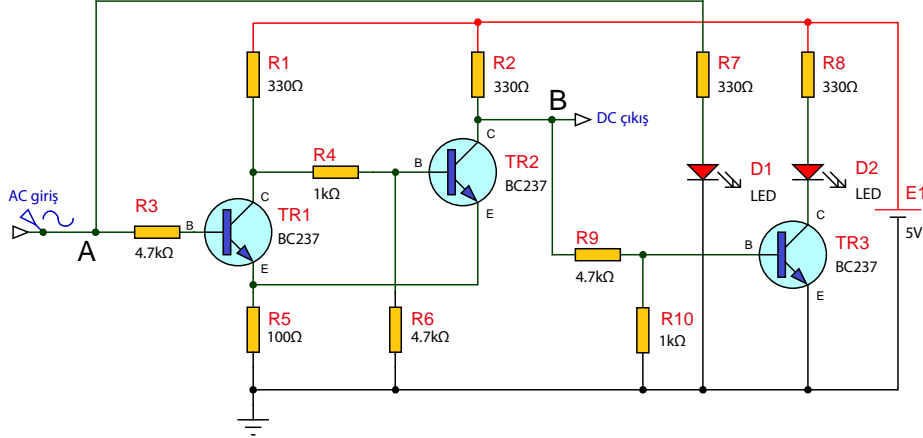 R1
330Ω
R2
330Ω
R7
330Ω
R8
330Ω
B
DC çıkış
C
TR2
BC237
B
E
R4
1kΩ
D1
LED
D2
LED
E1
5V
AC giriş
A
R3
4.7kΩ
B
C
TR1
BC237
E
R9
4.7kΩ
B
C
TR3
BC237
E
R5
100Ω
R6
4.7kΩ
R10
1kΩ